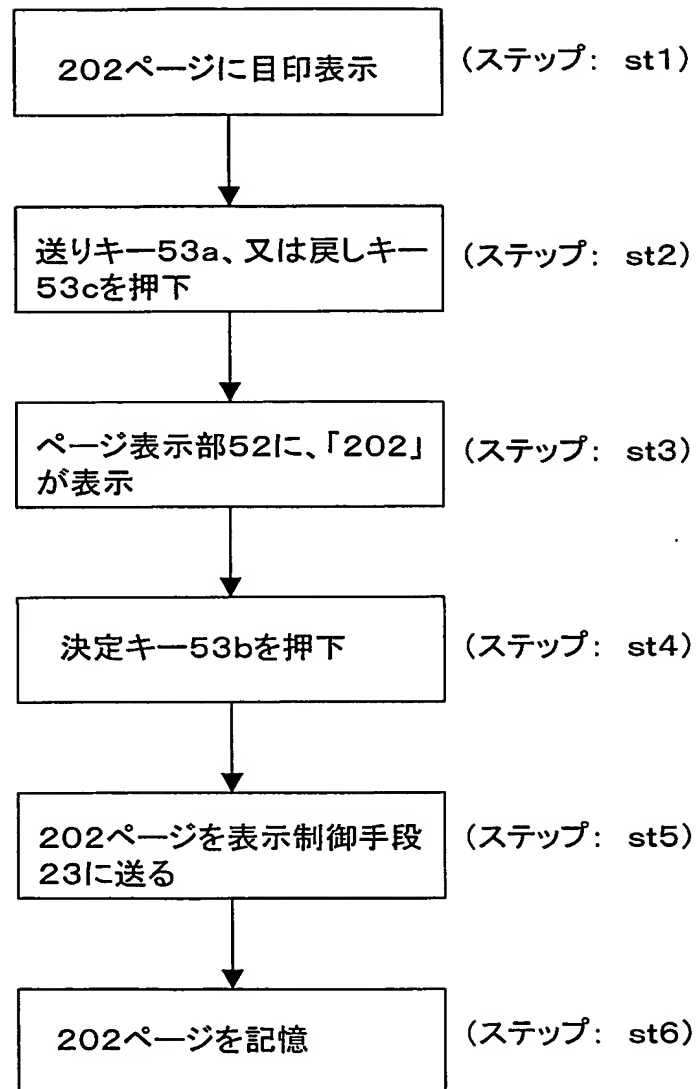 202ページに目印表示
(ステップ: st1)
送りキー53a、又は戻しキー
53cを押下
(ステップ: st2)
ページ表示部52に、「202」
が表示
(ステップ: st3)
決定キー53bを押下
(ステップ: st4)
202ページを表示制御手段
23に送る
(ステップ: st5)
202ページを記憶
(ステップ: st6)